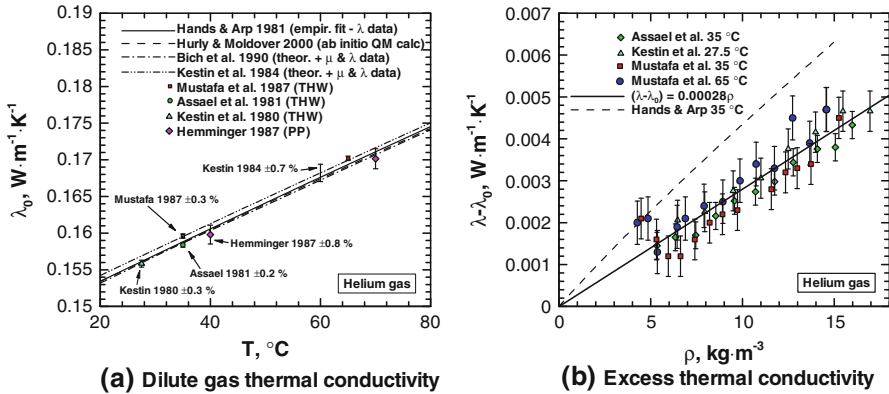 0.19
0.185
0.18
0.175
0.17
0.165
0.16
0.155
0.15
λ₀, W·m⁻¹·K⁻¹
Hands & Arp 1981 (empir. fit - λ data)
Hurly & Moldover 2000 (ab initio QM calc)
Bich et al. 1990 (theor. + μ & λ data)
Kestin et al. 1984 (theor. + μ & λ data)
Mustafa et al. 1987 (THW)
Assael et al. 1981 (THW)
Kestin et al. 1980 (THW)
Hemminger 1987 (PP)
Kestin 1984 ±0.7 %
Mustafa 1987 ±0.3 %
Hemminger 1987 ±0.8 %
Assael 1981 ±0.2 %
Kestin 1980 ±0.3 %
Helium gas
20 40 60 80
T, °C
(a) Dilute gas thermal conductivity
0.008
0.007
0.006
0.005
0.004
0.003
0.002
0.001
0
λ-λ₀, W·m⁻¹·K⁻¹
Assael et al. 35 °C
Kestin et al. 27.5 °C
Mustafa et al. 35 °C
Mustafa et al. 65 °C
(λ-λ₀) = 0.00028ρ
Hands & Arp 35 °C
Helium gas
0 5 10 15
ρ, kg·m⁻³
(b) Excess thermal conductivity